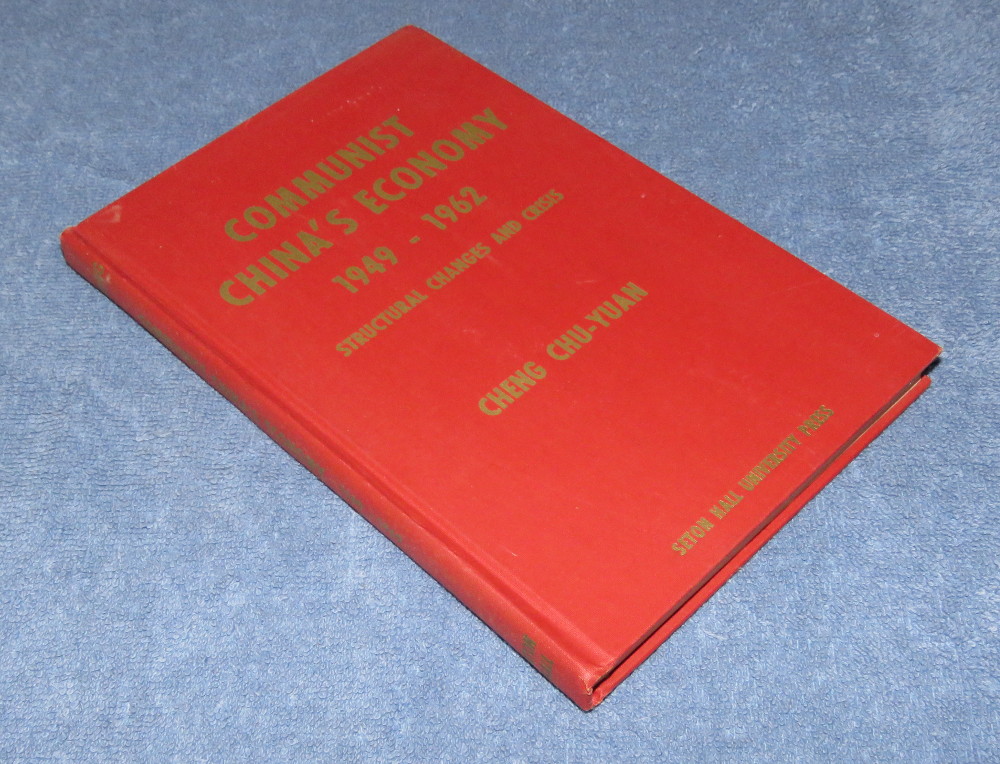 COMMUNIST
CHINA'S ECONOMY
1949 - 1962
STRUCTURAL CHANGES AND CRISIS
CHENG CHU-YUAN
SETON HALL UNIVERSITY PRESS